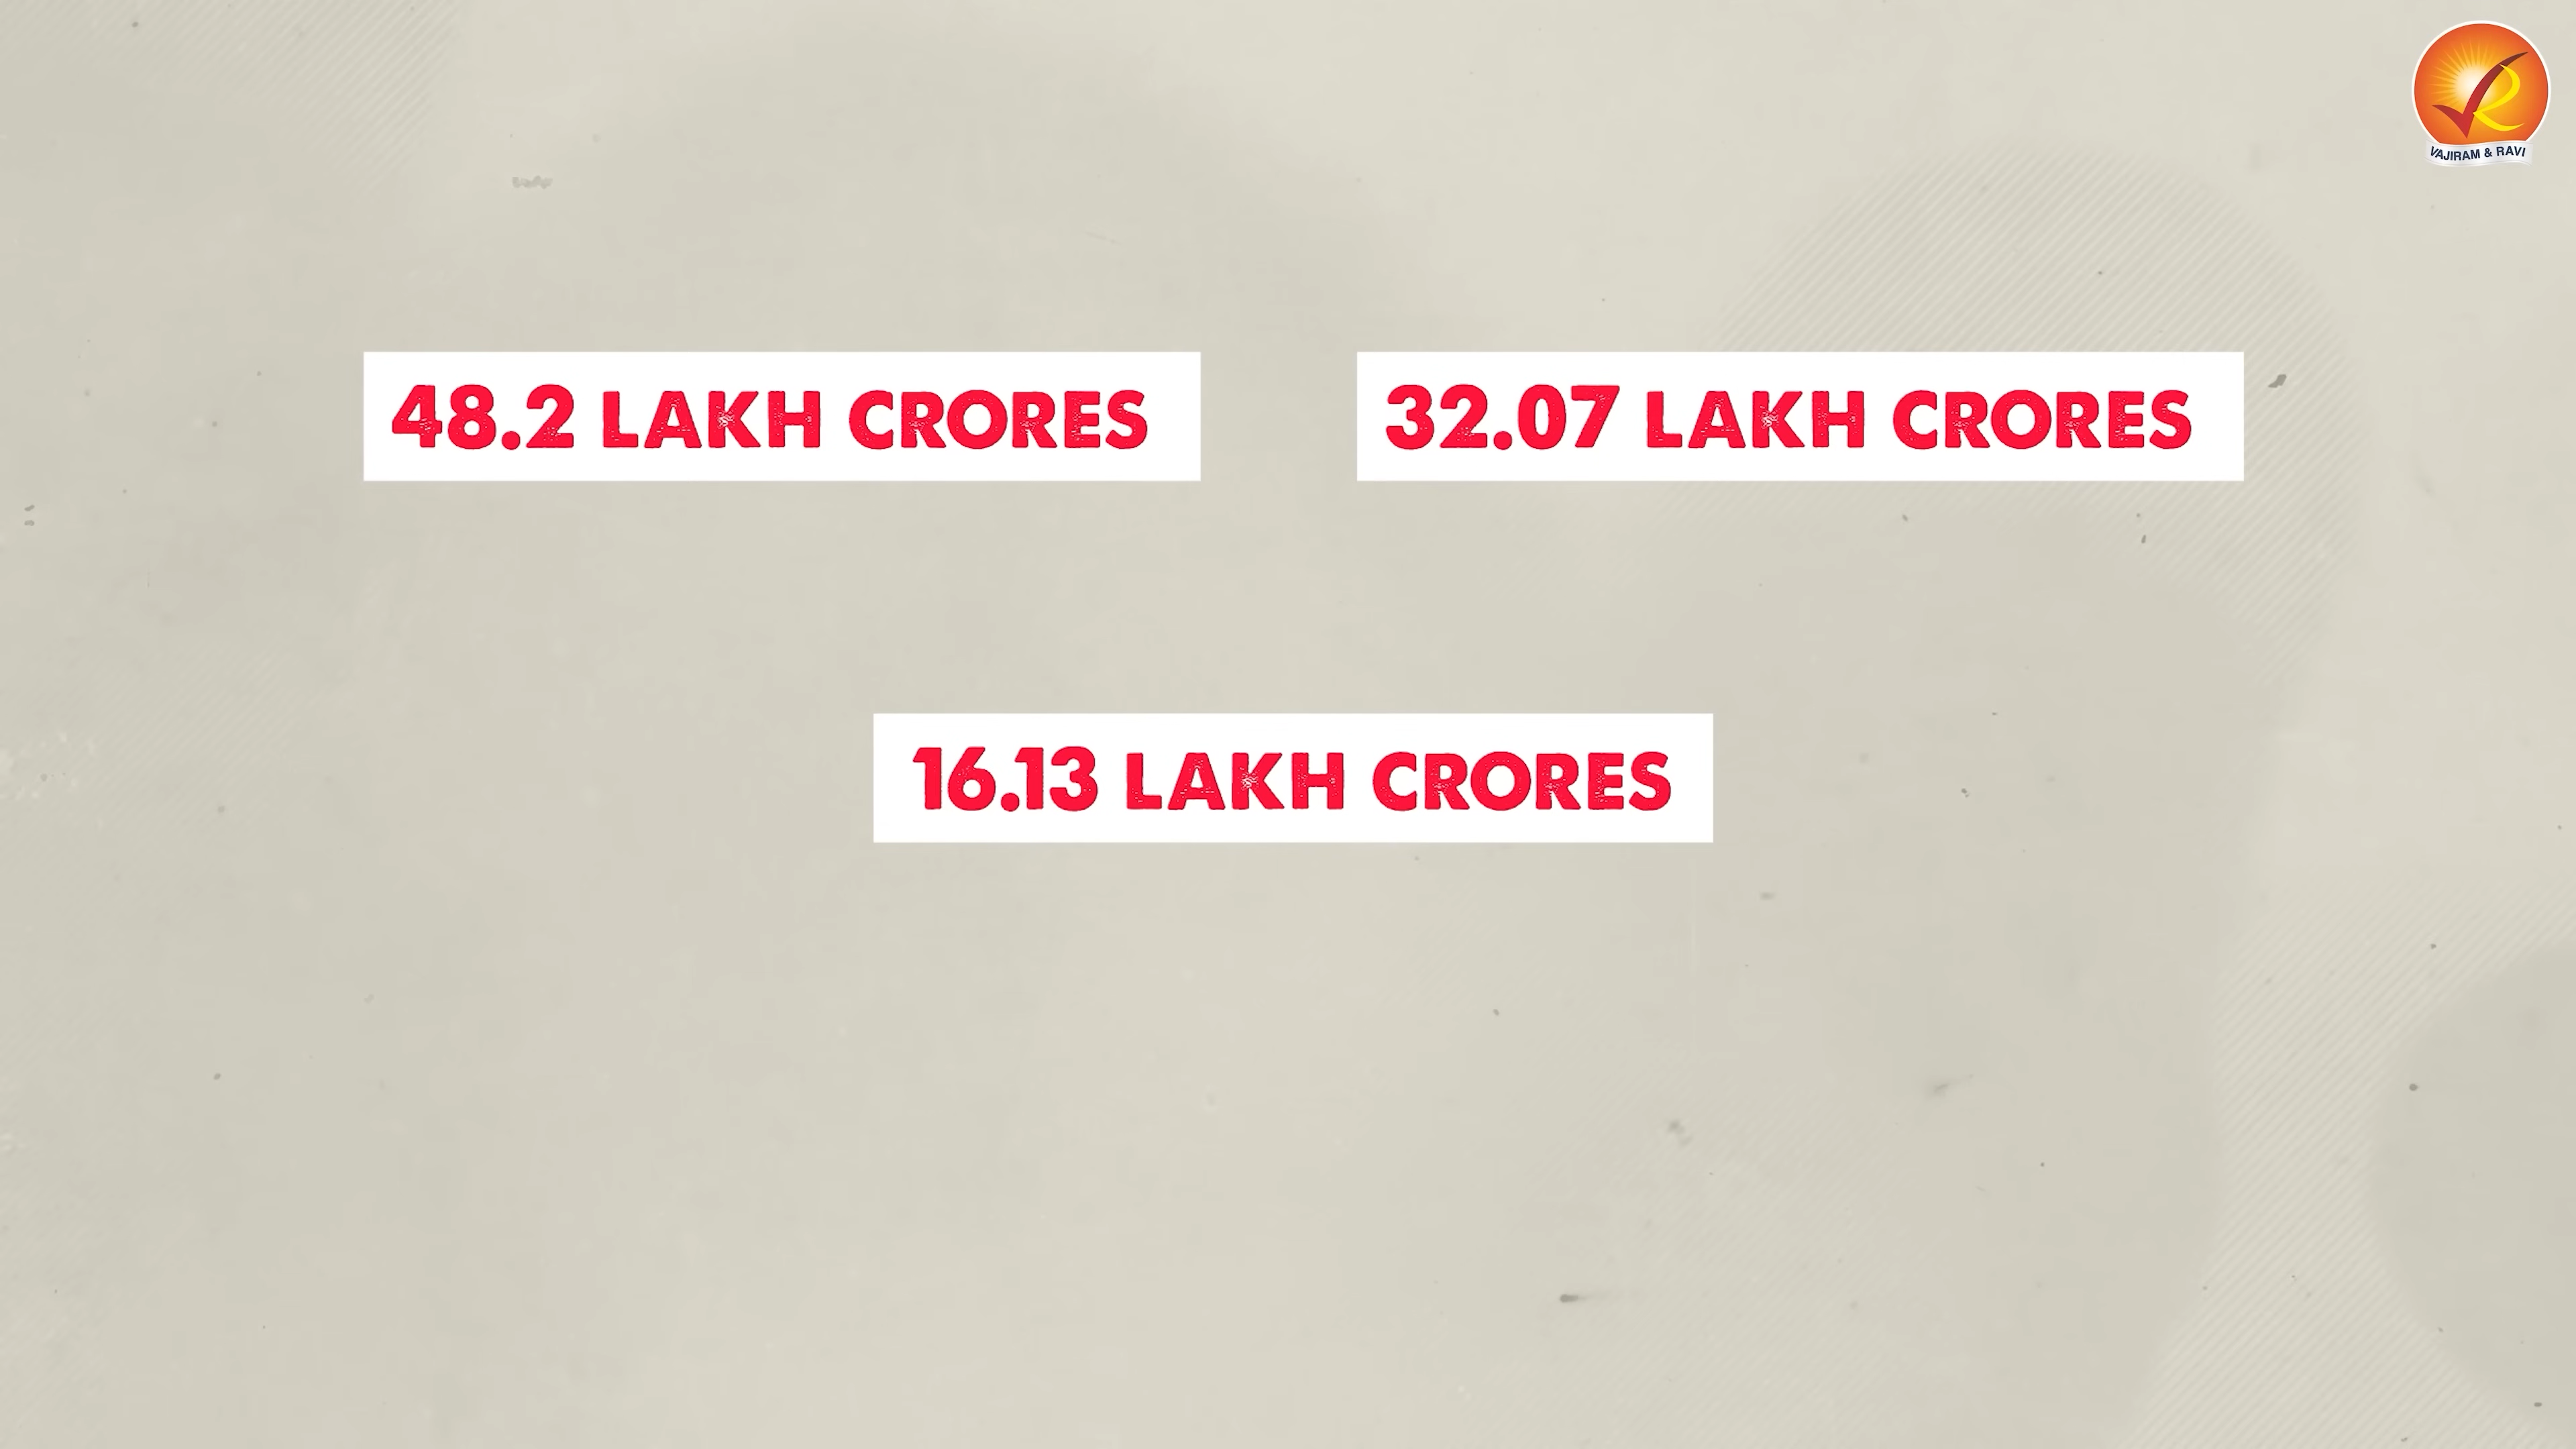 VAJIRAM & RAVI
48.2 LAKH CRORES
32.07 LAKH CRORES
16.13 LAKH CRORES